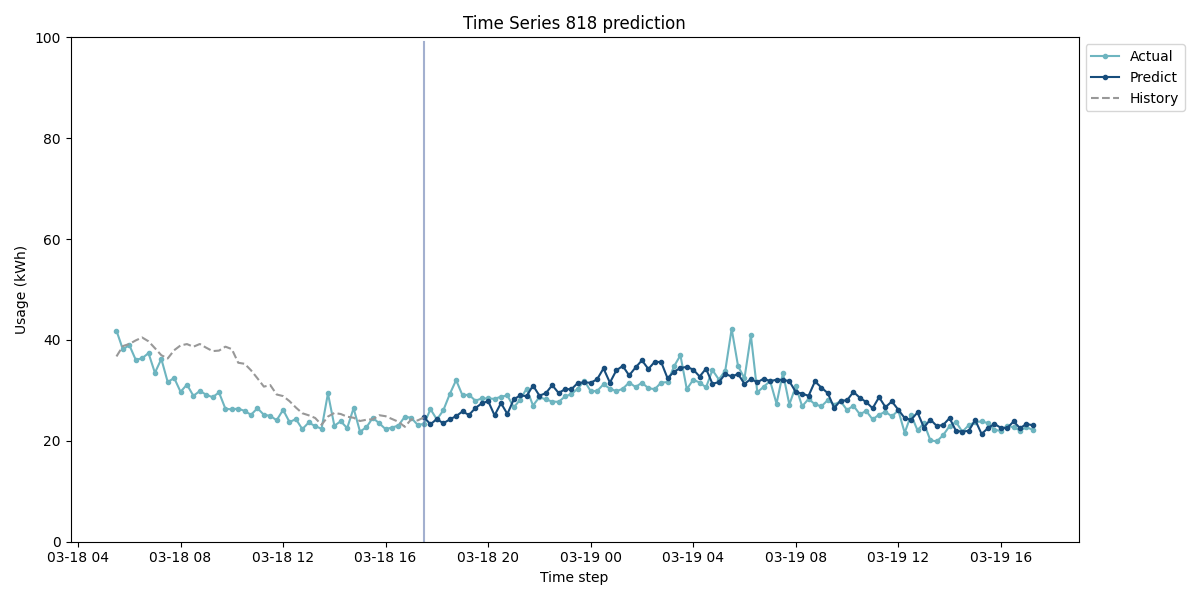 Time Series 818 prediction
Usage (kWh)
100
80
60
40
20
0
03-18 04
03-18 08
03-18 12
03-18 16
03-18 20
03-19 00
03-19 04
03-19 08
03-19 12
03-19 16
Time step
Actual
Predict
History